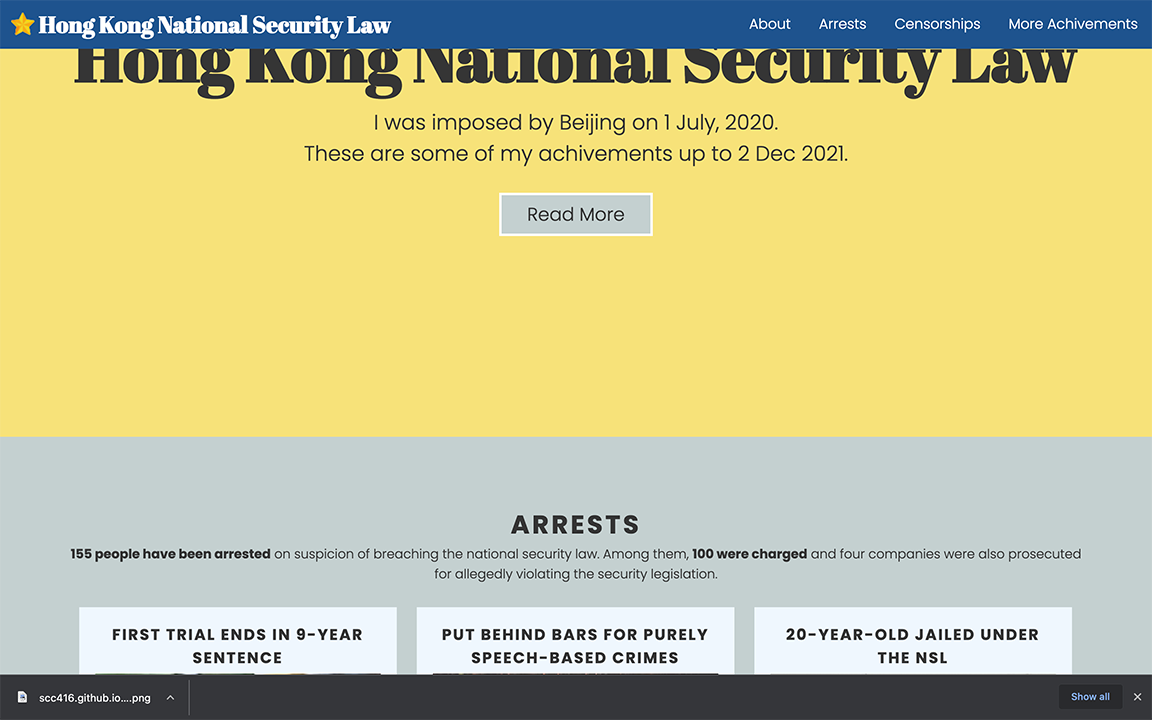 Hong Kong National Security Law
About
Arrests
Censorships
More Achivements
Hong Kong National Security Law
I was imposed by Beijing on 1 July, 2020.
These are some of my achivements up to 2 Dec 2021.
Read More
ARRESTS
155 people have been arrested on suspicion of breaching the national security law. Among them, 100 were charged and four companies were also prosecuted
for allegedly violating the security legislation.
FIRST TRIAL ENDS IN 9-YEAR
SENTENCE
PUT BEHIND BARS FOR PURELY
SPEECH-BASED CRIMES
20-YEAR-OLD JAILED UNDER
THE NSL
scc416.github.io....png
Show all